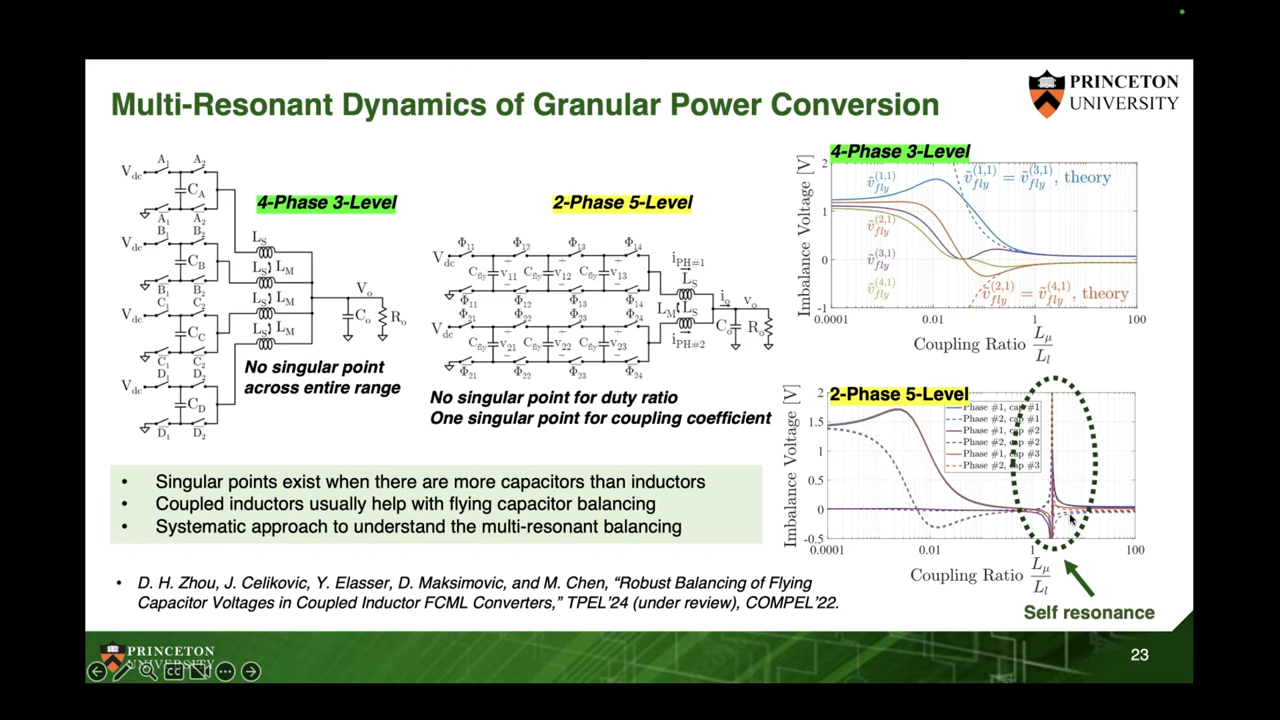 Multi-Resonant Dynamics of Granular Power Conversion
PRINCETON
UNIVERSITY
4-Phase 3-Level
A₁ A₂
V_dc
C_A
A̅₁ A̅₂
B₁ B₂
V_dc
C_B
B̅₁ B̅₂
C₁ C₂
V_dc
C_C
C̅₁ C̅₂
D₁ D₂
V_dc
C_D
D̅₁ D̅₂
L_S
L_S L_M
L_S L_M
L_S L_M
V_o
C_o R_o
No singular point
across entire range
2-Phase 5-Level
Φ₁₁ Φ₁₂ Φ₁₃ Φ₁₄
V_dc
C_fly v₁₁ C_fly v₁₂ C_fly v₁₃
Φ̅₁₁ Φ̅₁₂ Φ̅₁₃ Φ̅₁₄
Φ₂₁ Φ₂₂ Φ₂₃ Φ₂₄
V_dc
C_fly v₂₁ C_fly v₂₂ C_fly v₂₃
Φ̅₂₁ Φ̅₂₂ Φ̅₂₃ Φ̅₂₄
i_PH#1
L_S
L_M L_S
i_PH#2
i_o v_o
C_o R_o
No singular point for duty ratio
One singular point for coupling coefficient
4-Phase 3-Level
Imbalance Voltage [V]
2
1
0
-1
ṽ_fly^(1,1)
ṽ_fly^(2,1)
ṽ_fly^(3,1)
ṽ_fly^(4,1)
ṽ_fly^(1,1) = ṽ_fly^(3,1), theory
ṽ_fly^(2,1) = ṽ_fly^(4,1), theory
0.0001 0.01 1 100
Coupling Ratio L_μ/L_l
2-Phase 5-Level
Imbalance Voltage [V]
2
1.5
1
0.5
0
-0.5
Phase #1, cap #1
Phase #2, cap #1
Phase #1, cap #2
Phase #2, cap #2
Phase #1, cap #3
Phase #2, cap #3
0.0001 0.01 1 100
Coupling Ratio L_μ/L_l
Self resonance
• Singular points exist when there are more capacitors than inductors
• Coupled inductors usually help with flying capacitor balancing
• Systematic approach to understand the multi-resonant balancing
• D. H. Zhou, J. Celikovic, Y. Elasser, D. Maksimovic, and M. Chen, “Robust Balancing of Flying
Capacitor Voltages in Coupled Inductor FCML Converters,” TPEL’24 (under review), COMPEL’22.
PRINCETON
UNIVERSITY
CC
23